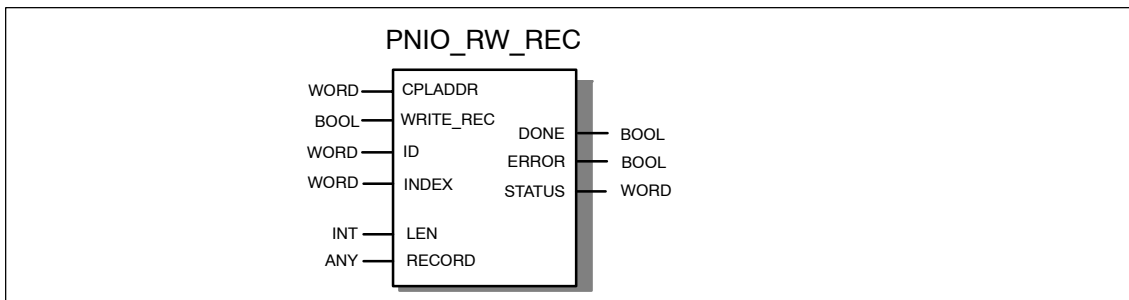 PNIO_RW_REC
WORD CPLADDR
BOOL WRITE_REC
DONE BOOL
WORD ID
ERROR BOOL
WORD INDEX
STATUS WORD
INT LEN
ANY RECORD